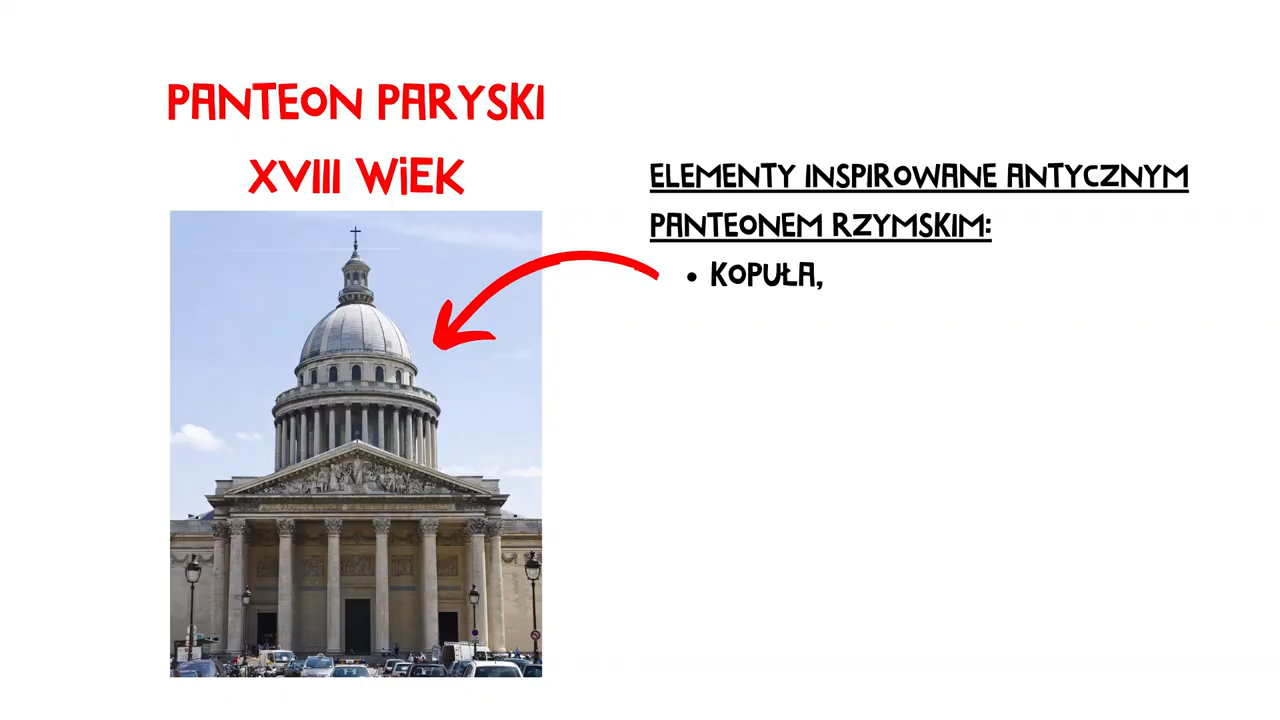 PANTEON PARYSKI
XVIII WiEK
ELEMENTY INSPIROWANE ANTYCZNYM
PANTEONEM RZYMSKIM:
• KOPUŁA,